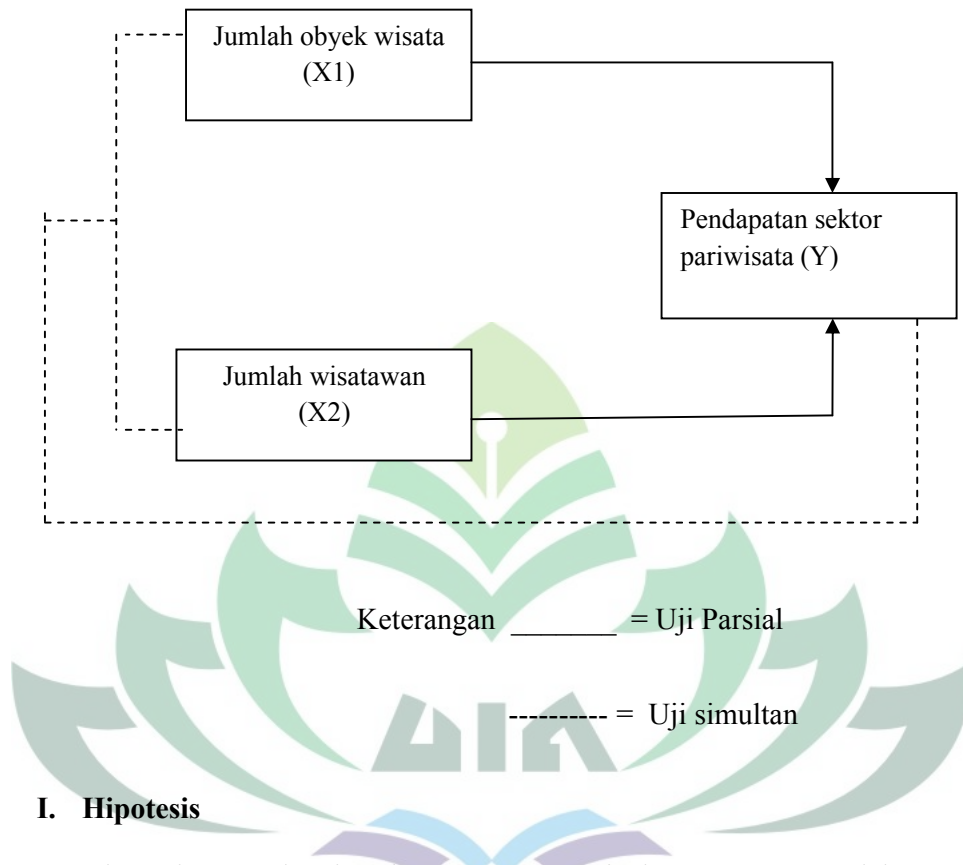 Jumlah obyek wisata
(X1)
Pendapatan sektor
pariwisata (Y)
Jumlah wisatawan
(X2)
Keterangan _______ = Uji Parsial
---------- = Uji simultan
I. Hipotesis